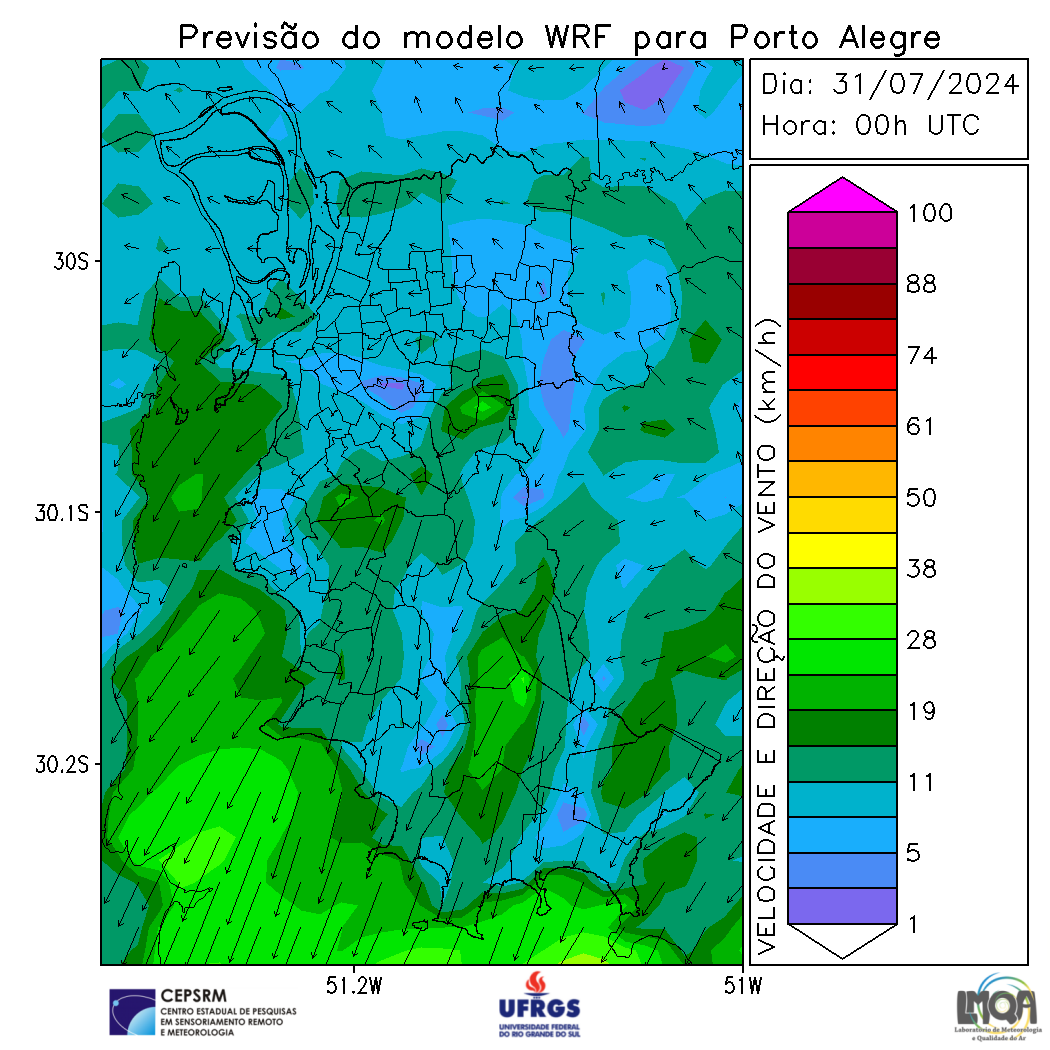 Previsão do modelo WRF para Porto Alegre
Dia: 31/07/2024
Hora: 00h UTC
30S
30.1S
30.2S
51.2W
51W
VELOCIDADE E DIREÇÃO DO VENTO (km/h)
100
88
74
61
50
38
28
19
11
5
1
CEPSRM
CENTRO ESTADUAL DE PESQUISAS
EM SENSORIAMENTO REMOTO
E METEOROLOGIA
UFRGS
UNIVERSIDADE FEDERAL
DO RIO GRANDE DO SUL
LMQA
Laboratório de Meteorologia
e Qualidade do Ar